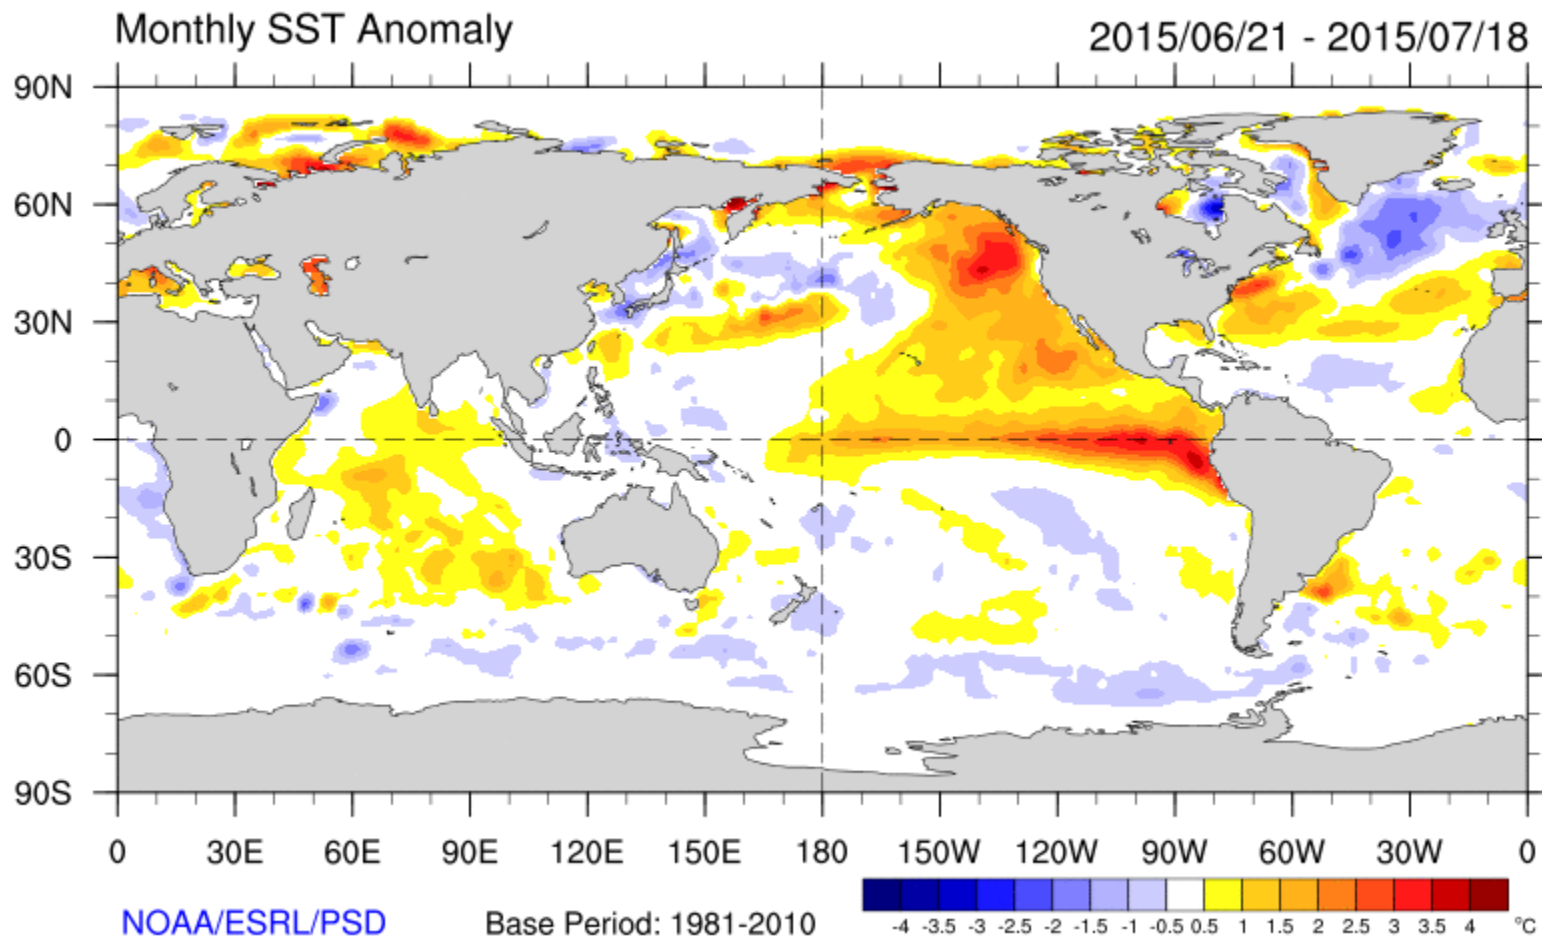 Monthly SST Anomaly
2015/06/21 - 2015/07/18
90N
60N
30N
0
30S
60S
90S
0 30E 60E 90E 120E 150E 180 150W 120W 90W 60W 30W 0
-4 -3.5 -3 -2.5 -2 -1.5 -1 -0.5 0.5 1 1.5 2 2.5 3 3.5 4 °C
NOAA/ESRL/PSD
Base Period: 1981-2010